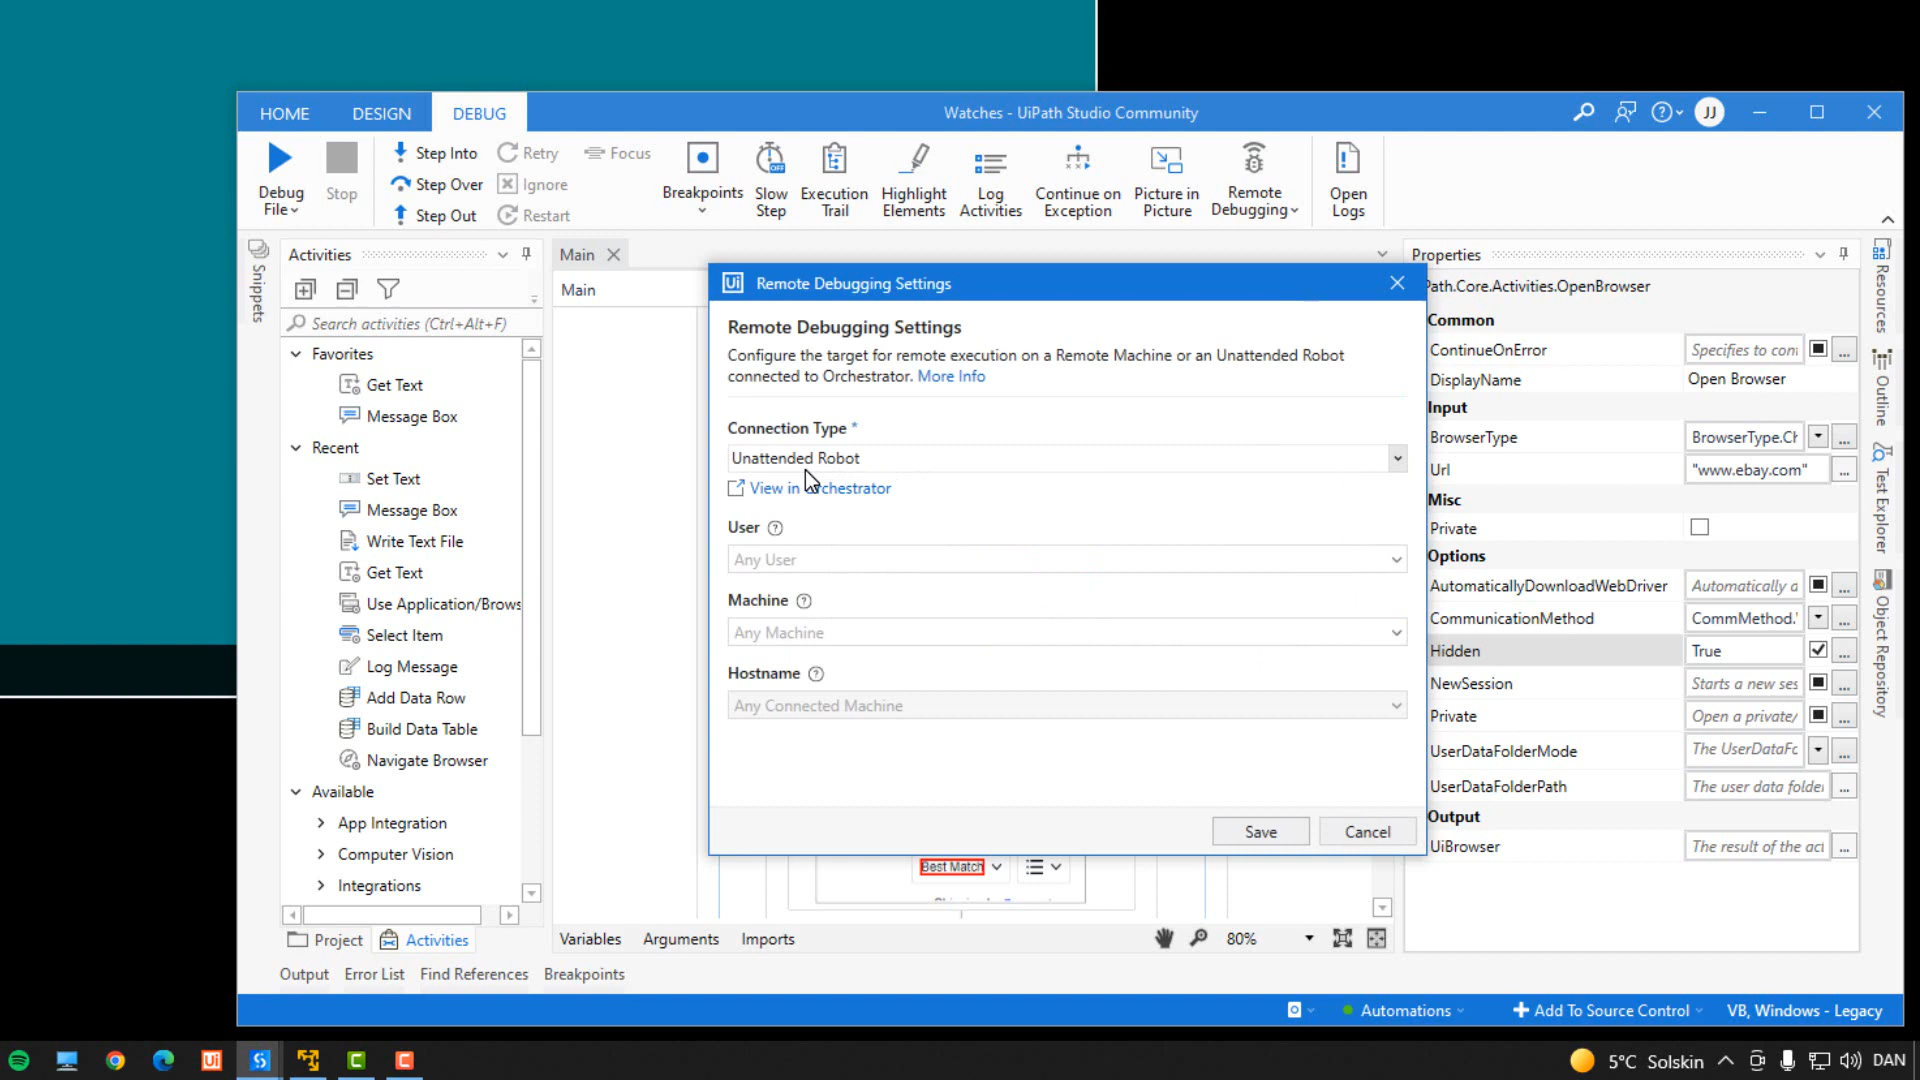 HOME
DESIGN
DEBUG
Watches - UiPath Studio Community
JJ
Debug
File
Stop
Step Into
Step Over
Step Out
Retry
Ignore
Restart
Focus
Breakpoints
OFF
Slow
Step
Execution
Trail
Highlight
Elements
Log
Activities
Continue on
Exception
Picture in
Picture
Remote
Debugging
Open
Logs
Snippets
Activities
Search activities (Ctrl+Alt+F)
Favorites
Get Text
Message Box
Recent
Set Text
Message Box
Write Text File
Get Text
Use Application/Brows
Select Item
Log Message
Add Data Row
Build Data Table
Navigate Browser
Available
App Integration
Computer Vision
Integrations
Project
Activities
Main
Main
Ui
Remote Debugging Settings
Remote Debugging Settings
Configure the target for remote execution on a Remote Machine or an Unattended Robot
connected to Orchestrator. More Info
Connection Type *
Unattended Robot
View in Orchestrator
User
Any User
Machine
Any Machine
Hostname
Any Connected Machine
Save
Cancel
Best Match
Variables
Arguments
Imports
80%
Properties
Path.Core.Activities.OpenBrowser
Common
ContinueOnError
Specifies to cont
DisplayName
Open Browser
Input
BrowserType
BrowserType.Ch
Url
"www.ebay.com"
Misc
Private
Options
AutomaticallyDownloadWebDriver
Automatically a
CommunicationMethod
CommMethod.
Hidden
True
NewSession
Starts a new ses
Private
Open a private/
UserDataFolderMode
The UserDataFo
UserDataFolderPath
The user data folder
Output
UiBrowser
The result of the act
Resources
Outline
Test Explorer
Object Repository
Output
Error List
Find References
Breakpoints
Automations
Add To Source Control
VB, Windows - Legacy
Ui
5°C Solskin
DAN